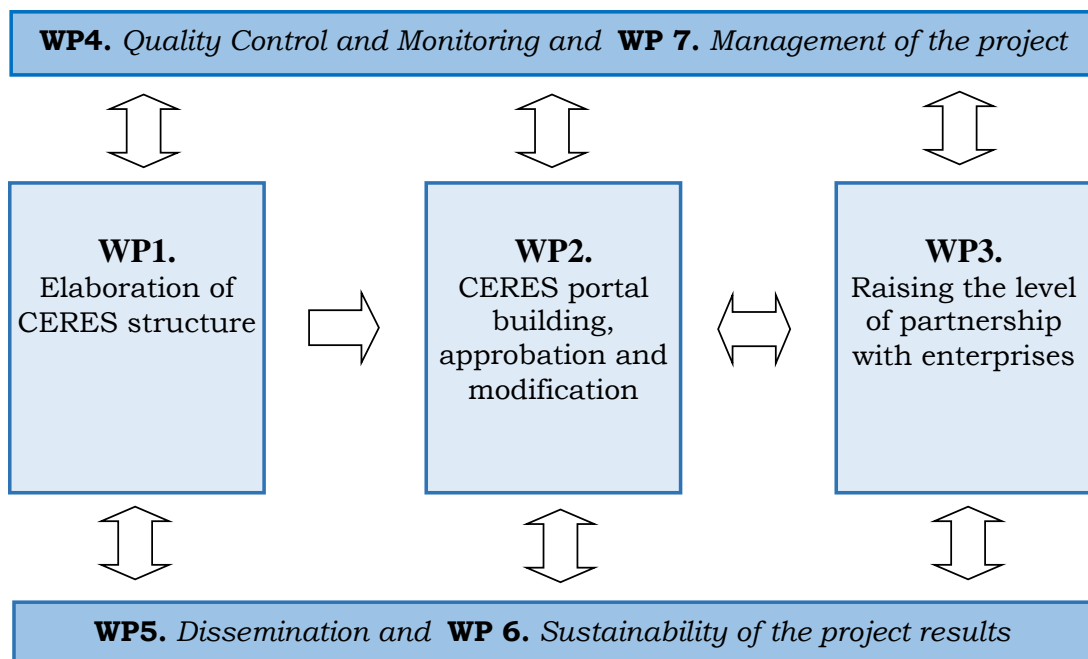 WP4. Quality Control and Monitoring and WP 7. Management of the project
WP1.
Elaboration of
CERES structure
WP2.
CERES portal
building,
approbation and
modification
WP3.
Raising the level
of partnership
with enterprises
WP5. Dissemination and WP 6. Sustainability of the project results